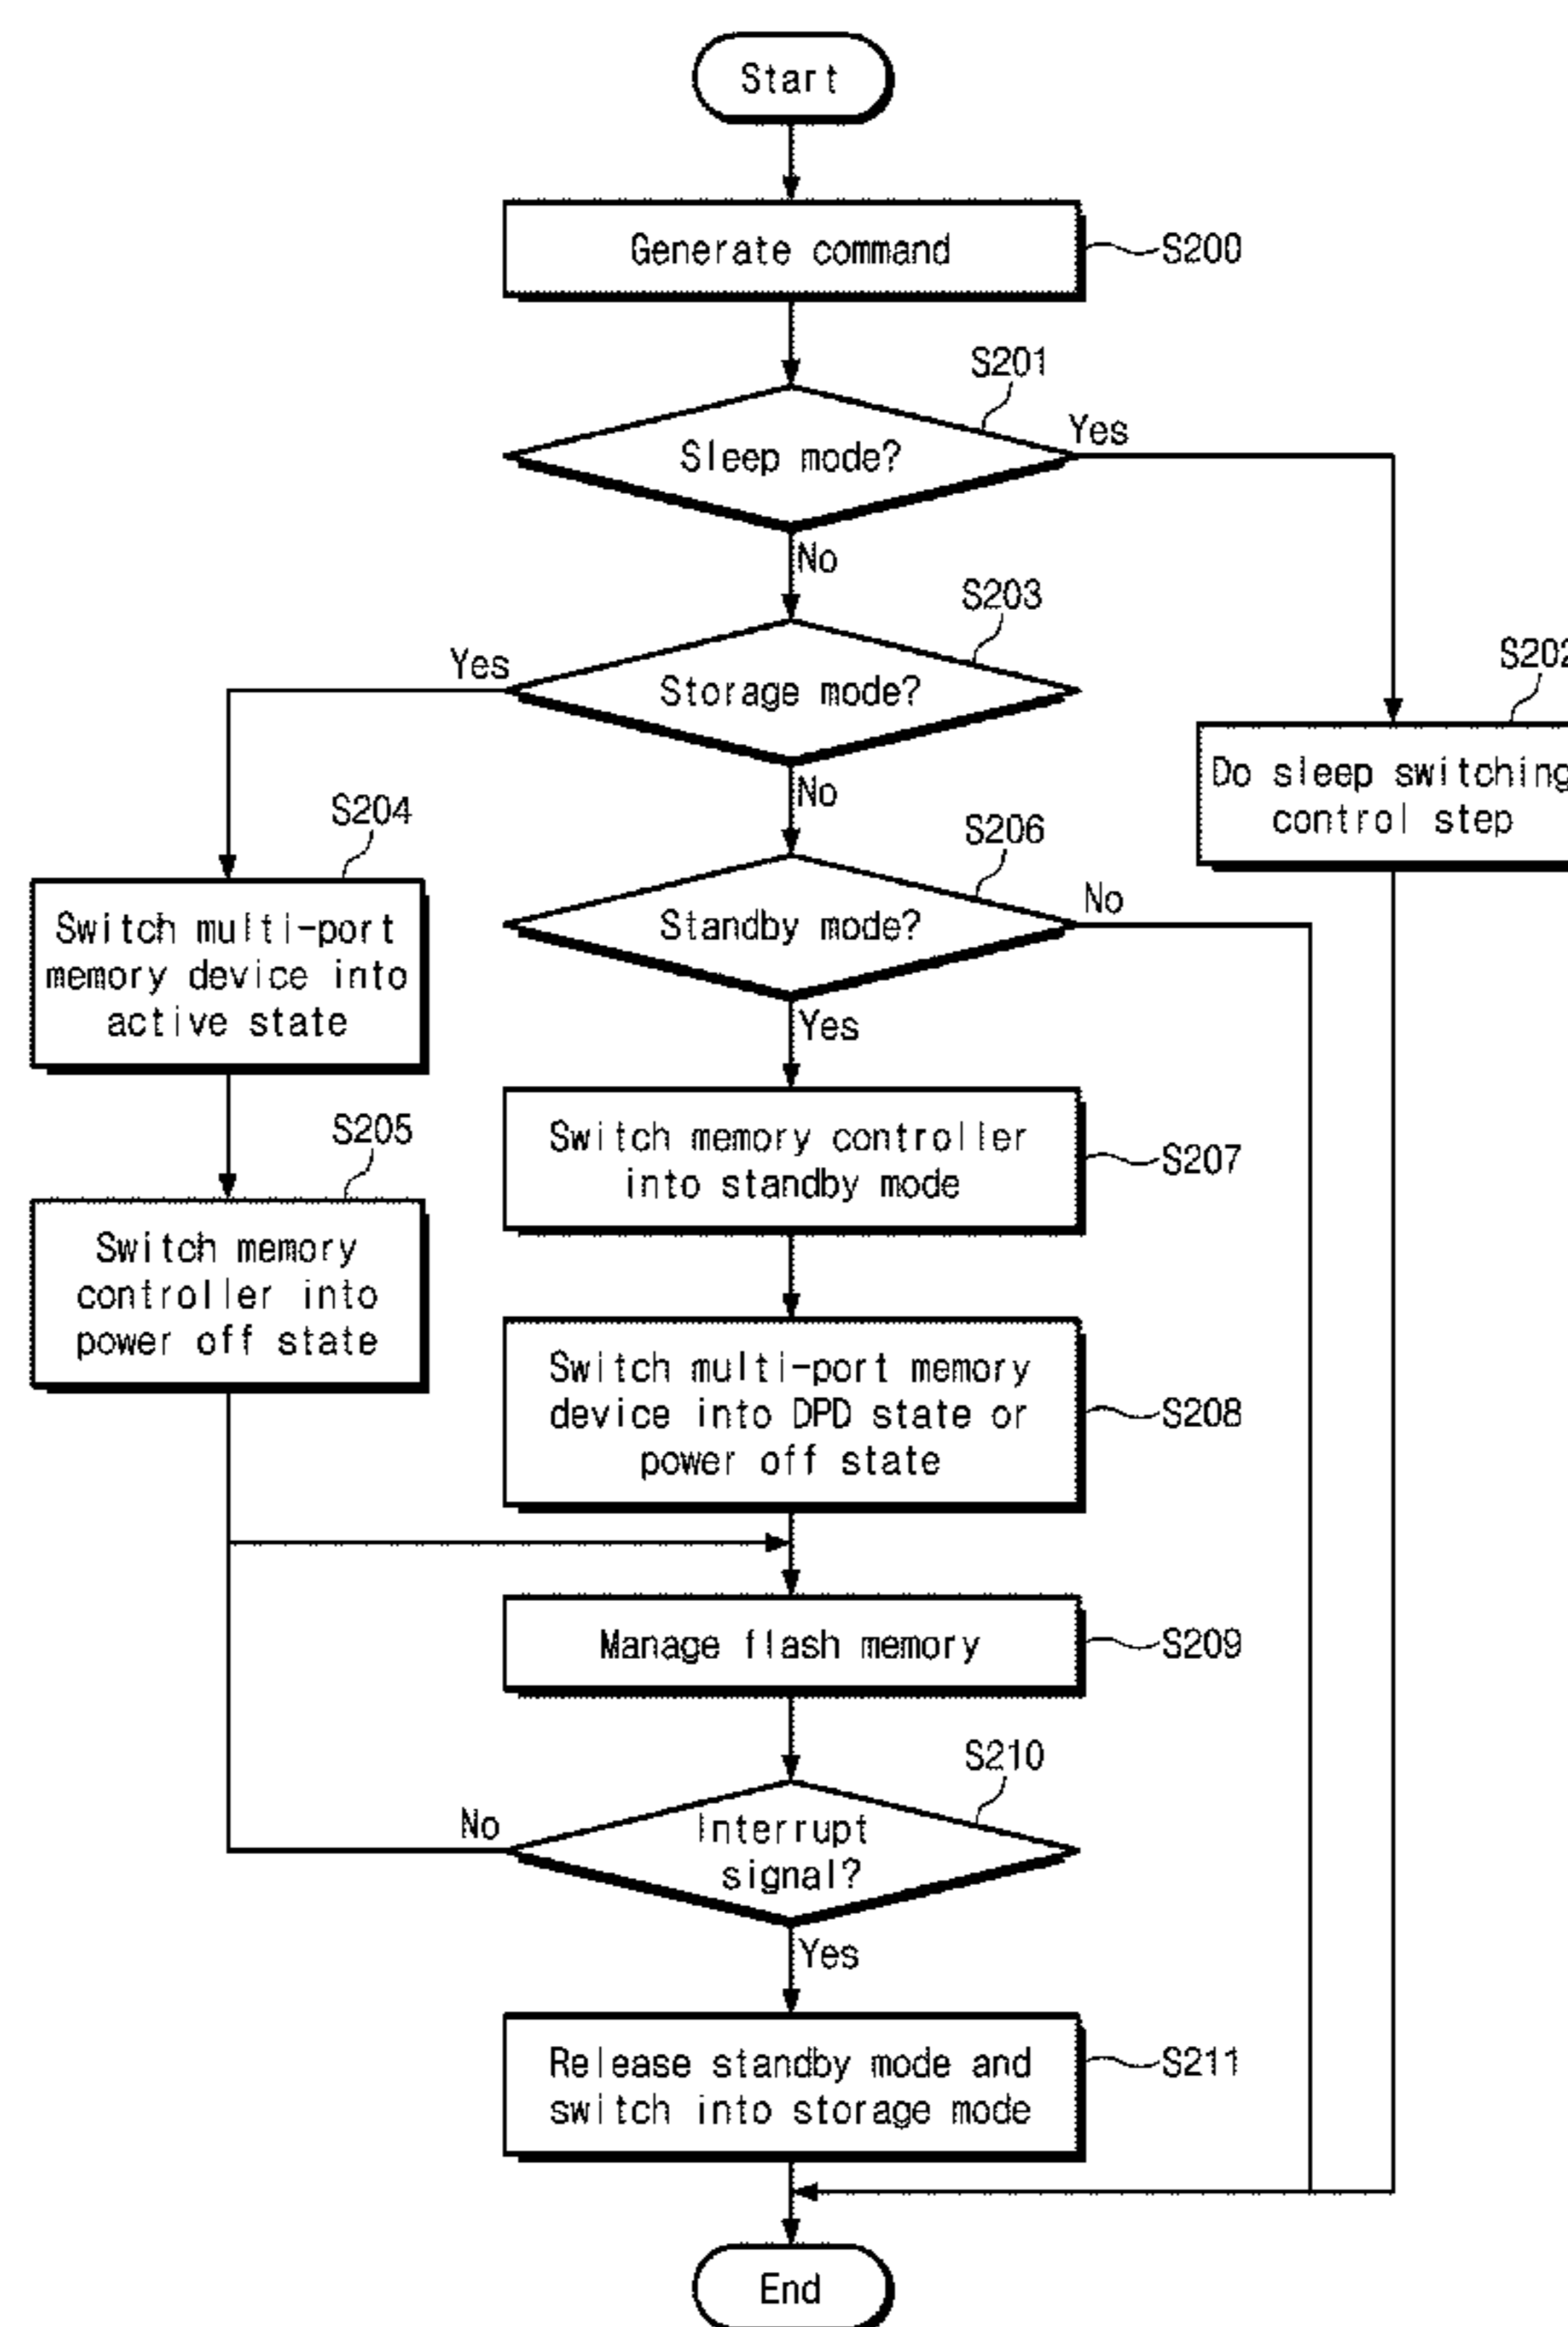 Start
Generate command
S200
S201
Sleep mode?
Yes
No
S203
Storage mode?
Yes
No
S202
Do sleep switching
control step
S204
Switch multi-port
memory device into
active state
S205
Switch memory
controller into
power off state
S206
Standby mode?
No
Yes
Switch memory controller
into standby mode
S207
Switch multi-port memory
device into DPD state or
power off state
S208
Manage flash memory
S209
S210
Interrupt
signal?
No
Yes
Release standby mode and
switch into storage mode
S211
End